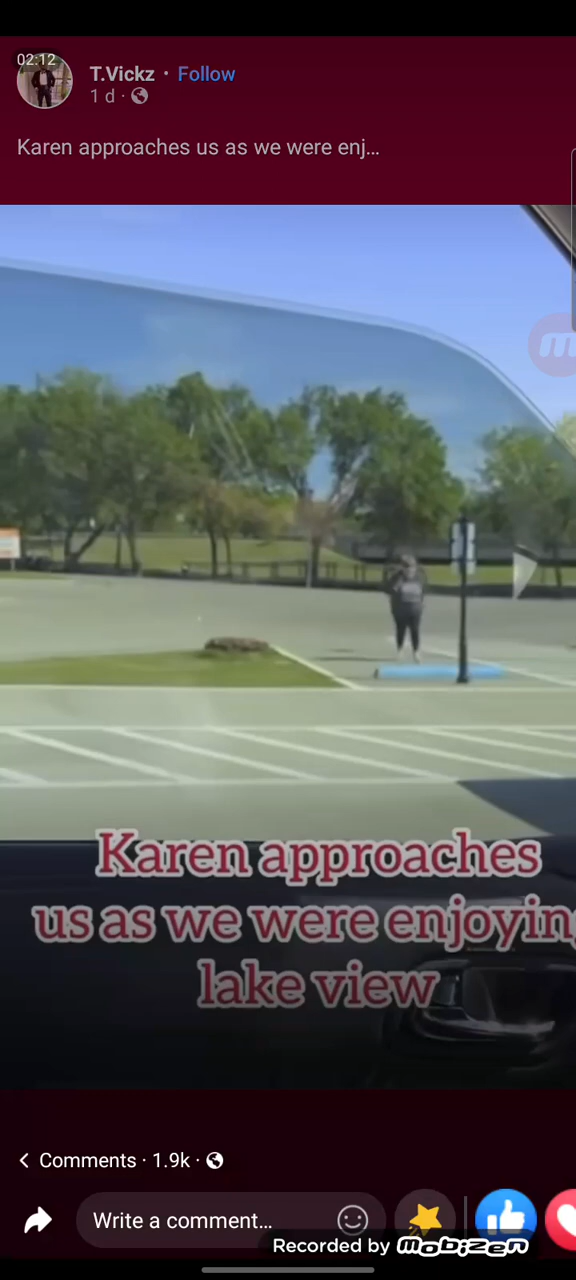 02:12
T.Vickz · Follow
1 d ·
Karen approaches us as we were enj...
m
Karen approaches
us as we were enjoyin
lake view
Comments · 1.9k ·
Write a comment...
Recorded by mobizen